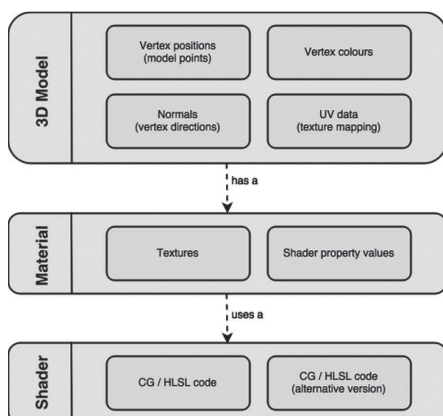 3D Model
Vertex positions
(model points)
Vertex colours
Normals
(vertex directions)
UV data
(texture mapping)
has a
Material
Textures
Shader property values
uses a
Shader
CG / HLSL code
CG / HLSL code
(alternative version)